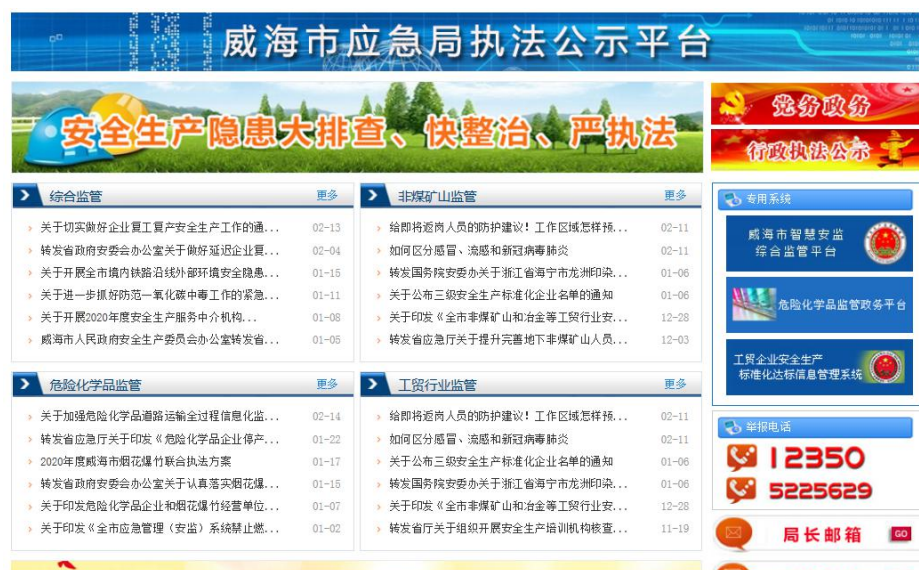 威海市应急局执法公示平台
安全生产隐患大排查、快整治、严执法
党务政务
行政执法公示
综合监管 更多
关于切实做好企业复工复产安全生产工作的通... 02-13
转发省政府安委会办公室关于做好延迟企业复... 02-04
关于开展全市境内铁路沿线外部环境安全隐患... 01-15
关于进一步抓好防范一氧化碳中毒工作的紧急... 01-11
关于开展2020年度安全生产服务中介机构... 01-08
威海市人民政府安全生产委员会办公室转发省... 01-05
非煤矿山监管 更多
给即将返岗人员的防护建议！工作区域怎样预... 02-11
如何区分感冒、流感和新冠病毒肺炎 02-11
转发国务院安委办关于浙江省海宁市龙洲印染... 01-06
关于公布三级安全生产标准化企业名单的通知 01-06
关于印发《全市非煤矿山和冶金等工贸行业安... 12-28
转发省应急厅关于提升完善地下非煤矿山人员... 12-03
危险化学品监管 更多
关于加强危险化学品道路运输全过程信息化监... 02-14
转发省应急厅关于印发《危险化学品企业停产... 01-22
2020年度威海市烟花爆竹联合执法方案 01-17
转发省政府安委会办公室关于认真落实烟花爆... 01-15
关于印发危险化学品企业和烟花爆竹经营单位... 01-07
关于印发《全市应急管理（安监）系统禁止燃... 01-02
工贸行业监管 更多
给即将返岗人员的防护建议！工作区域怎样预... 02-11
如何区分感冒、流感和新冠病毒肺炎 02-11
关于公布三级安全生产标准化企业名单的通知 01-06
转发国务院安委办关于浙江省海宁市龙洲印染... 01-06
关于印发《全市非煤矿山和冶金等工贸行业安... 12-28
转发省厅关于组织开展安全生产培训机构核查... 11-19
专用系统
威海市智慧安监
综合监管平台
危险化学品监管政务平台
工贸企业安全生产
标准化达标信息管理系统
举报电话
12350
5225629
局长邮箱 GO